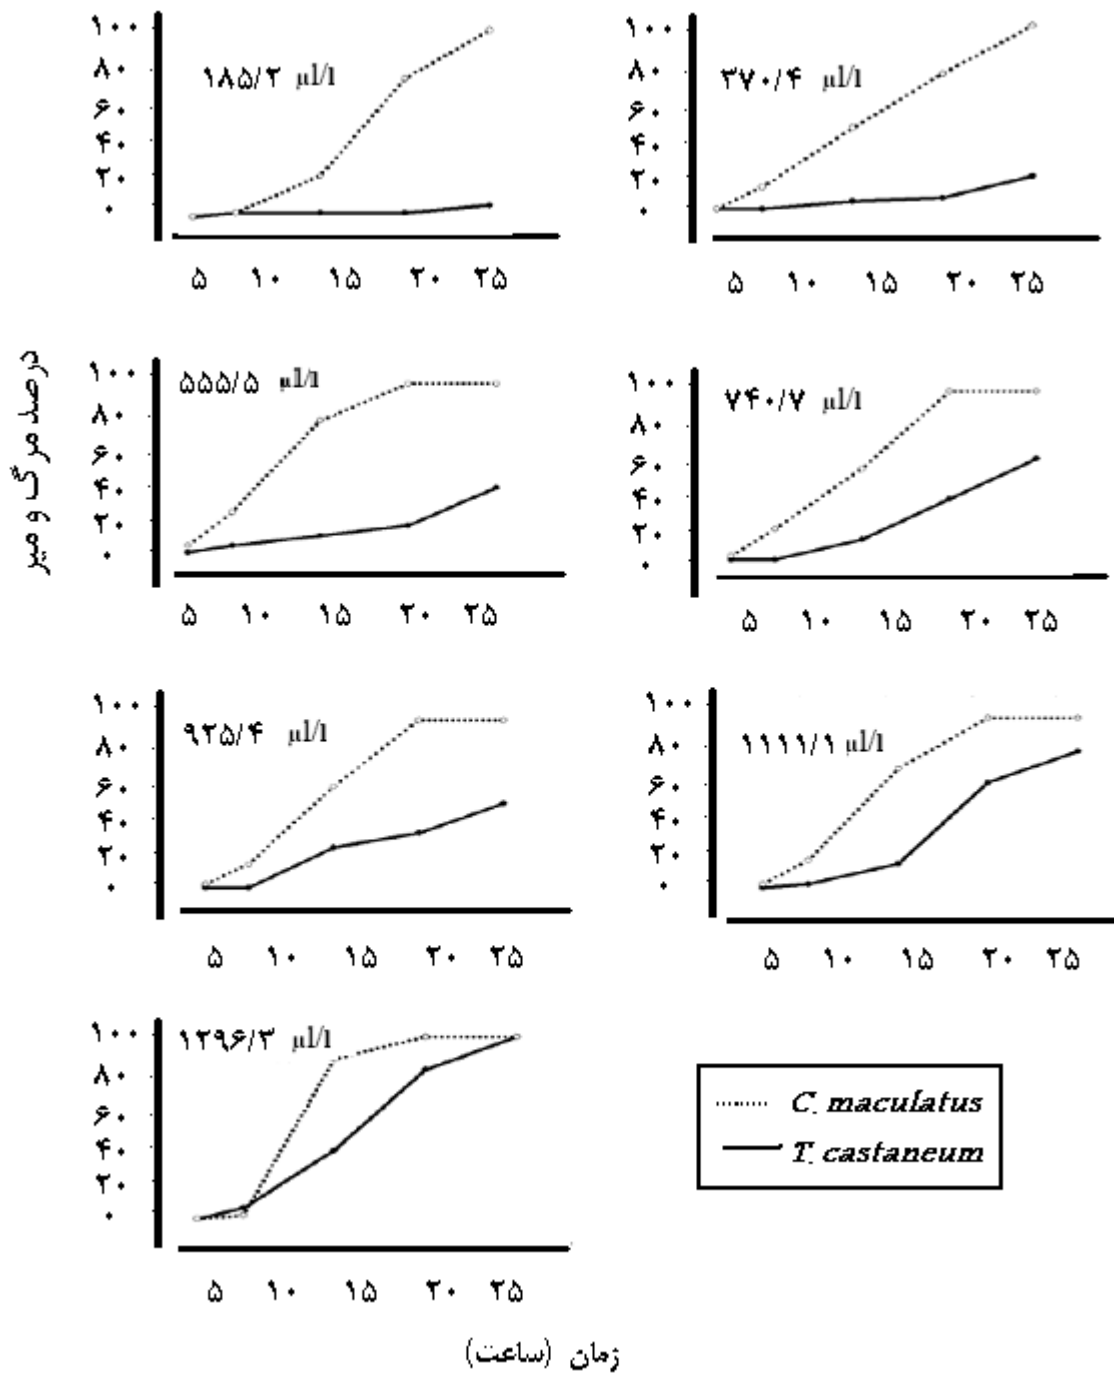 درصد مرگ و میر
۱۸۵/۲ µl/l
۱۰۰
۸۰
۶۰
۴۰
۲۰
۰
۵ ۱۰ ۱۵ ۲۰ ۲۵
۳۷۰/۴ µl/l
۱۰۰
۸۰
۶۰
۴۰
۲۰
۰
۵ ۱۰ ۱۵ ۲۰ ۲۵
۵۵۵/۵ µl/l
۱۰۰
۸۰
۶۰
۴۰
۲۰
۰
۵ ۱۰ ۱۵ ۲۰ ۲۵
۷۴۰/۷ µl/l
۱۰۰
۸۰
۶۰
۴۰
۲۰
۰
۵ ۱۰ ۱۵ ۲۰ ۲۵
۹۲۵/۴ µl/l
۱۰۰
۸۰
۶۰
۴۰
۲۰
۰
۵ ۱۰ ۱۵ ۲۰ ۲۵
۱۱۱۱/۱ µl/l
۱۰۰
۸۰
۶۰
۴۰
۲۰
۰
۵ ۱۰ ۱۵ ۲۰ ۲۵
۱۲۹۶/۳ µl/l
۱۰۰
۸۰
۶۰
۴۰
۲۰
۰
۵ ۱۰ ۱۵ ۲۰ ۲۵
C. maculatus
T. castaneum
زمان (ساعت)